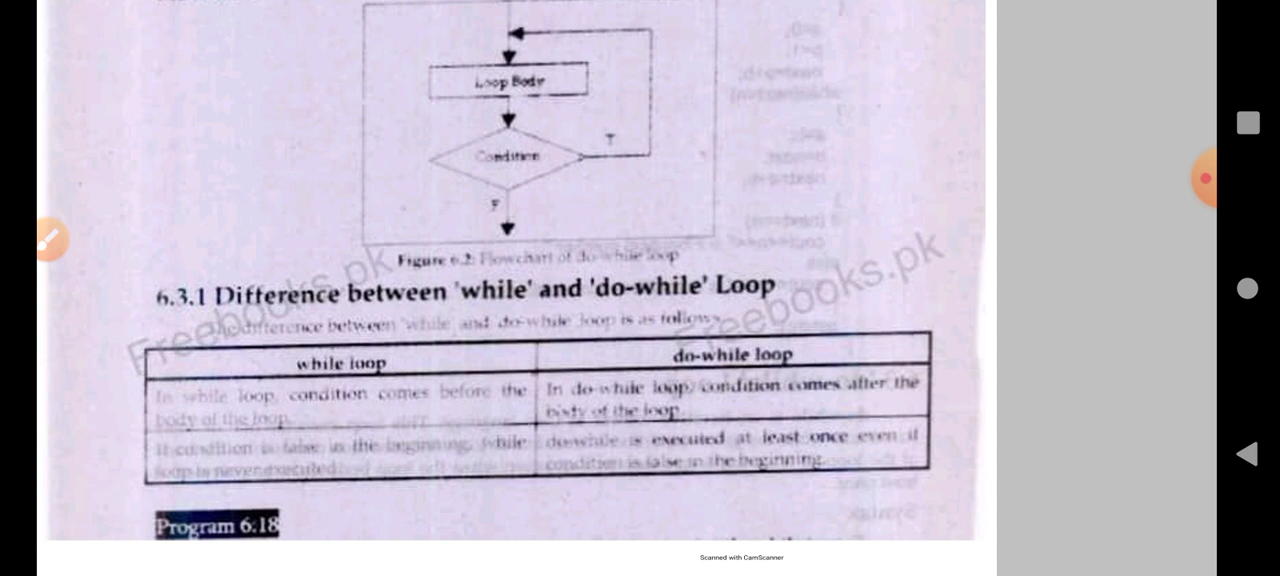 Loop Body
T
Condition
F
Figure 6.2: Flowchart of do-while loop
Freebooks.pk
Freebooks.pk
6.3.1 Difference between 'while' and 'do-while' Loop
The difference between 'while' and do-while loop is as follows
while loop
do-while loop
In while loop, condition comes before the
body of the loop.
In do-while loop, condition comes after the
body of the loop
If condition is false in the beginning, while
loop is never executed
do-while is executed at least once even if
condition is false in the beginning.
Program 6.18
Scanned with CamScanner